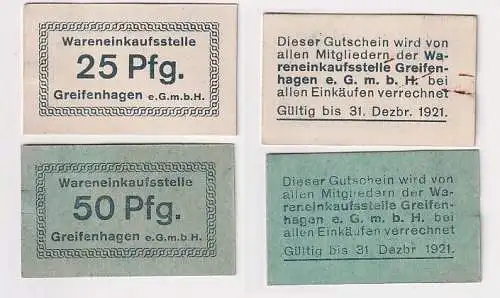 Wareneinkaufsstelle
25 Pfg.
Greifenhagen e.G.m.b.H.
Dieser Gutschein wird von
allen Mitgliedern der Wa-
reneinkaufsstelle Greifen-
hagen e. G. m. b. H. bei
allen Einkäufen verrechnet
Gültig bis 31. Dezbr. 1921.
Wareneinkaufsstelle
50 Pfg.
Greifenhagen e.G.m.b.H.
Dieser Gutschein wird von
allen Mitgliedern der Wa-
reneinkaufsstelle Greifen-
hagen e. G. m. b. H. bei
allen Einkäufen verrechnet
Gültig bis 31. Dezbr 1921.